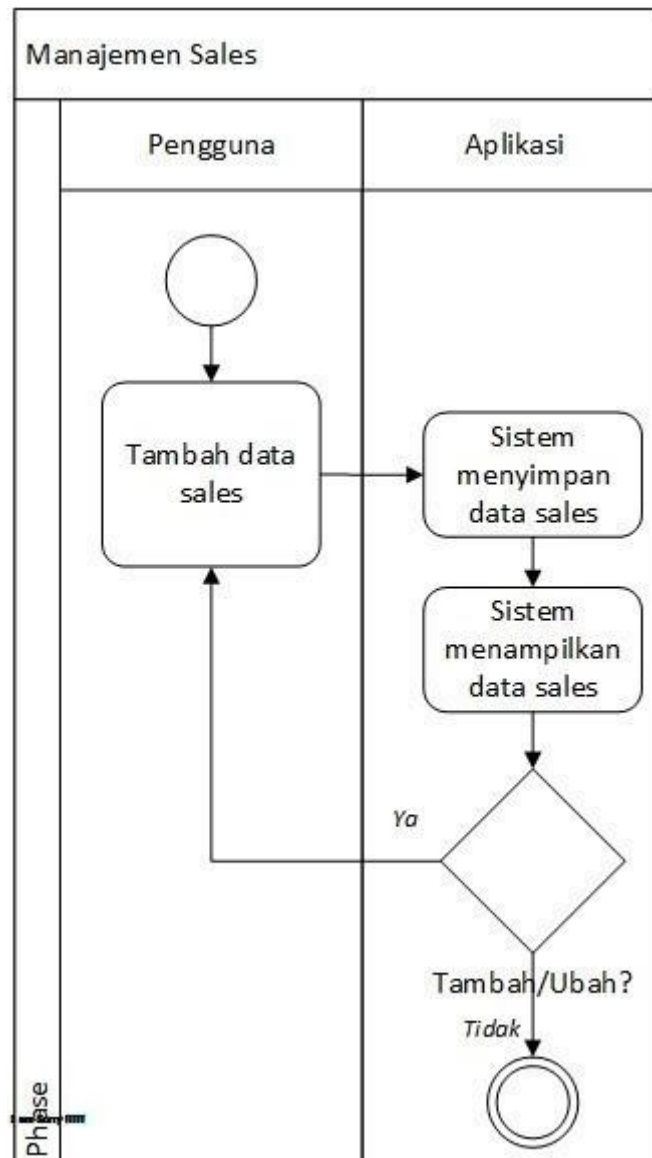 Manajemen Sales
Pengguna
Aplikasi
Tambah data
sales
Sistem
menyimpan
data sales
Sistem
menampilkan
data sales
Ya
Tambah/Ubah?
Tidak
Phrase